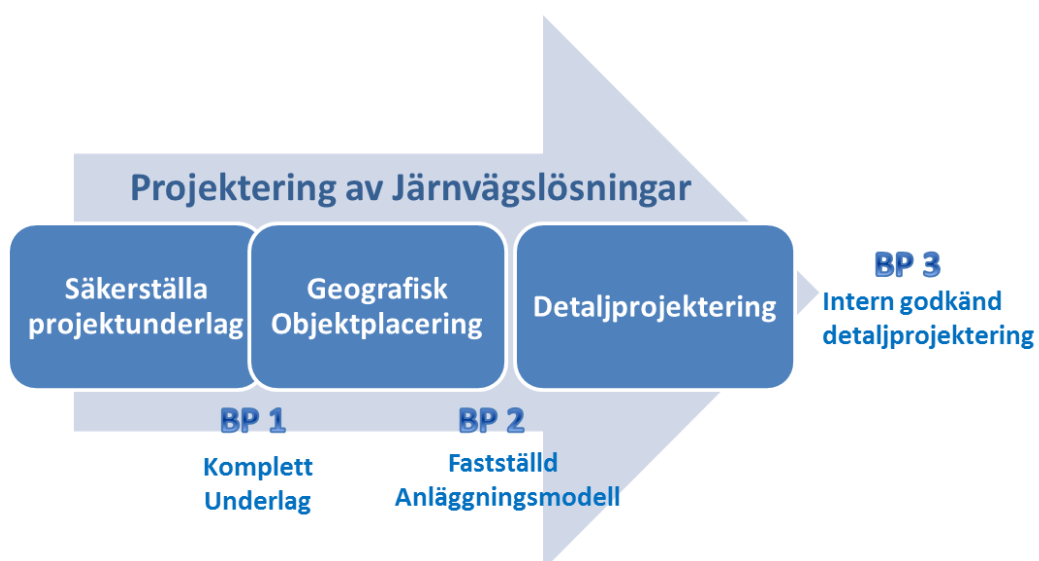 Projektering av Järnvägslösningar
Säkerställa
projektunderlag
Geografisk
Objektplacering
Detaljprojektering
BP 1
Komplett
Underlag
BP 2
Fastställd
Anläggningsmodell
BP 3
Intern godkänd
detaljprojektering